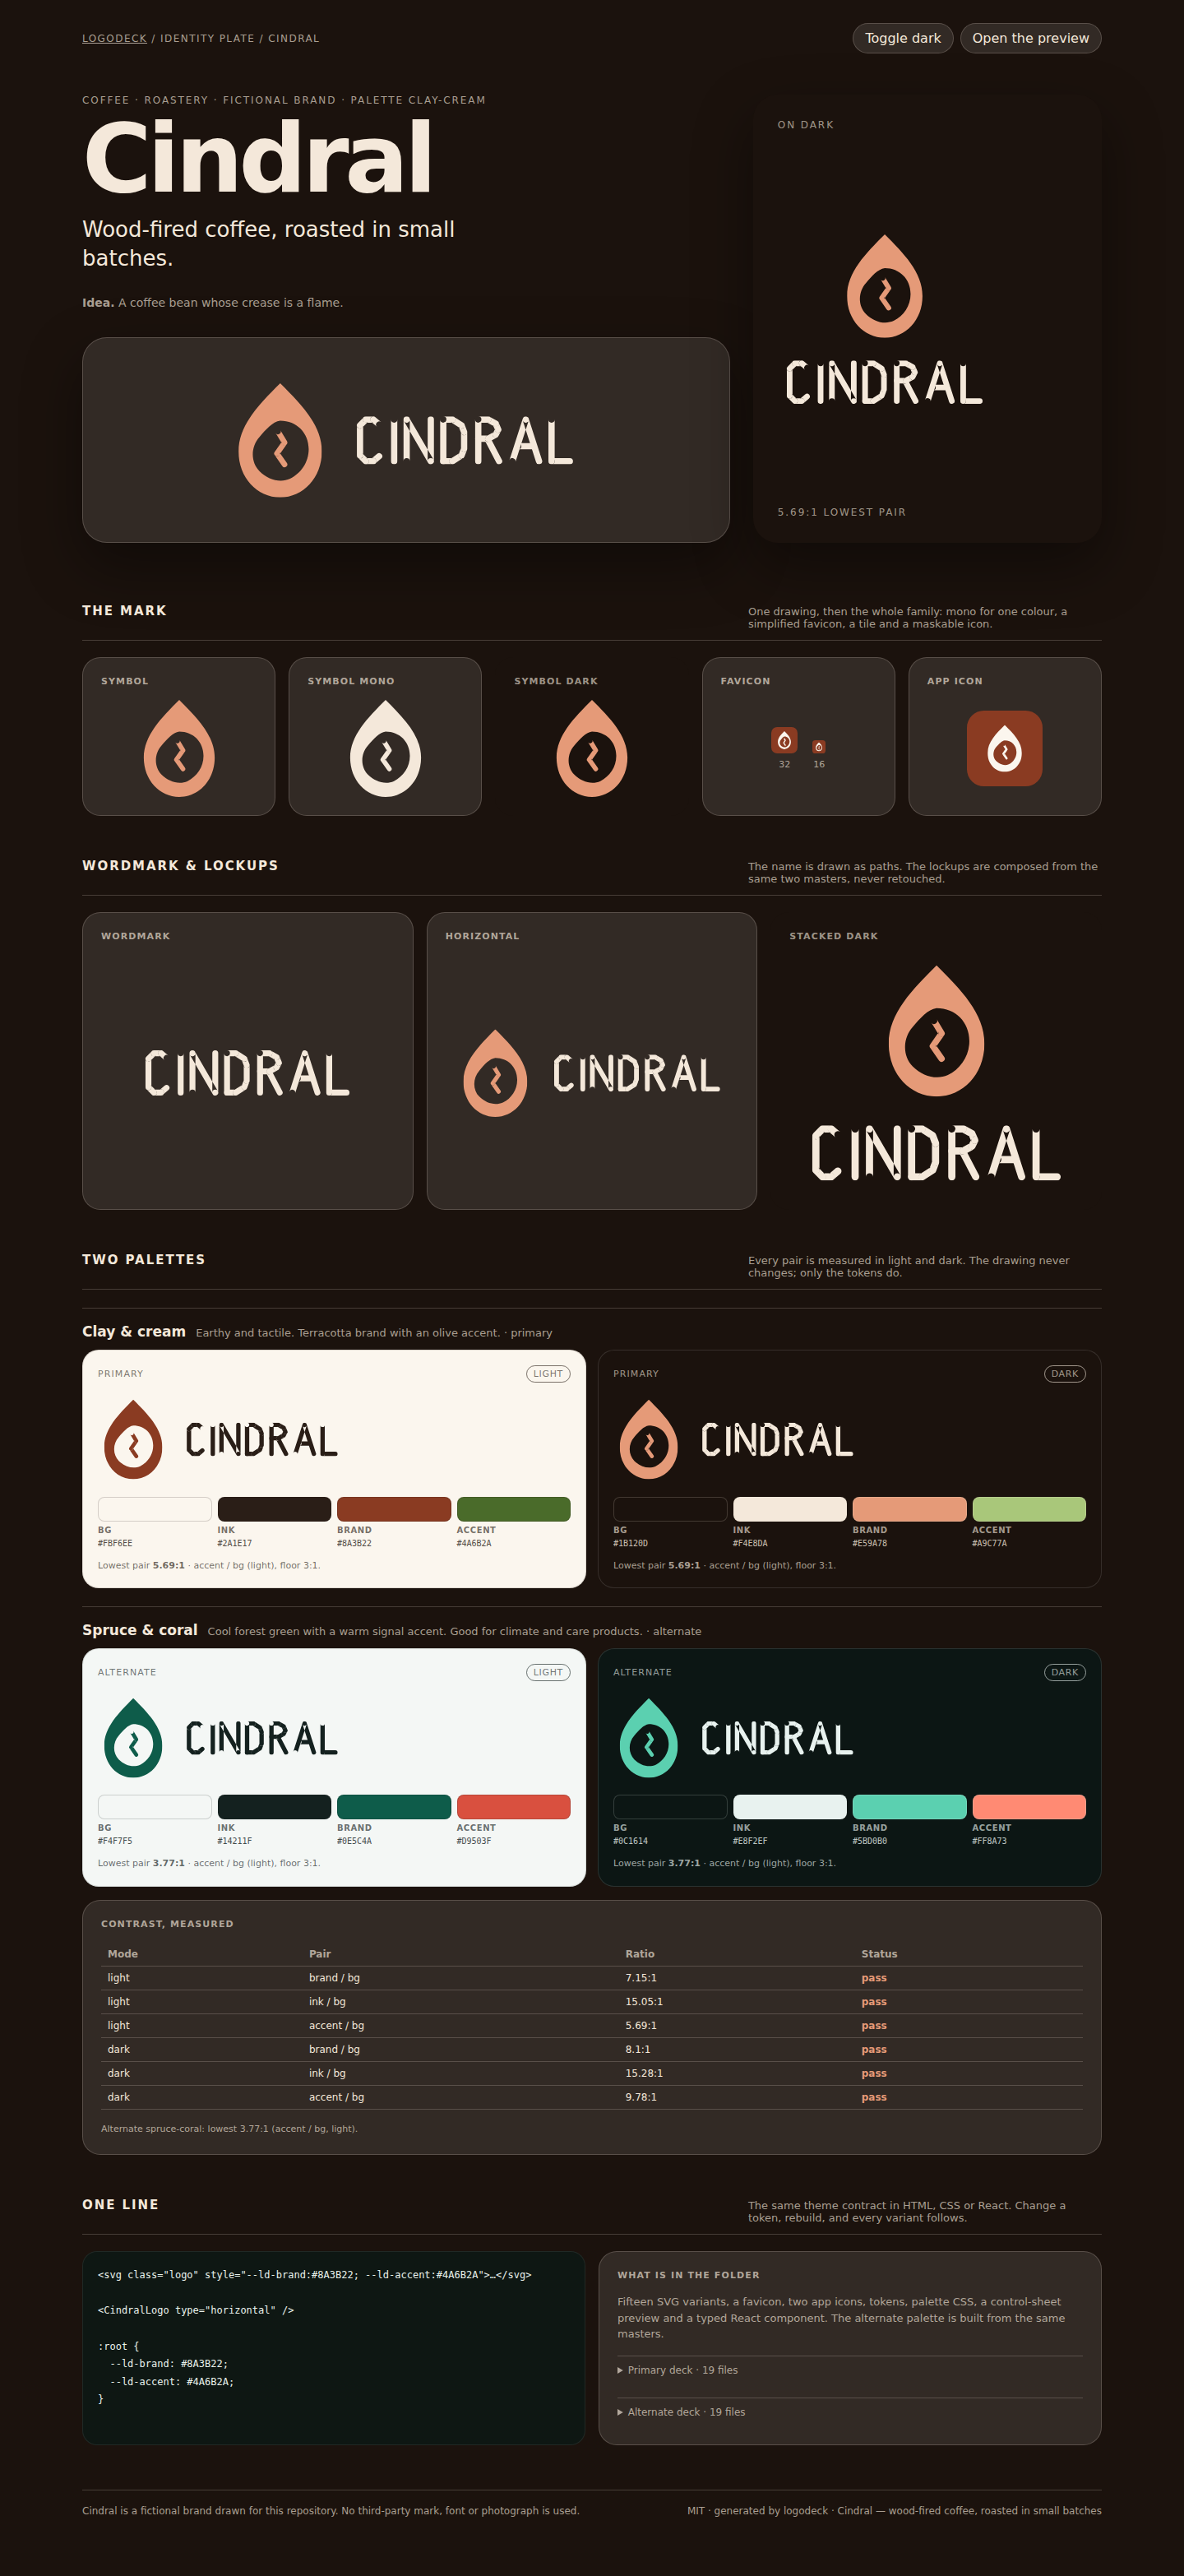 LOGODECK / IDENTITY PLATE / CINDRAL
Toggle dark
Open the preview
COFFEE · ROASTERY · FICTIONAL BRAND · PALETTE CLAY-CREAM
Cindral
Wood-fired coffee, roasted in small
batches.
Idea. A coffee bean whose crease is a flame.
CINDRAL
ON DARK
CINDRAL
5.69:1 LOWEST PAIR
THE MARK
One drawing, then the whole family: mono for one colour, a
simplified favicon, a tile and a maskable icon.
SYMBOL
SYMBOL MONO
SYMBOL DARK
FAVICON
32
16
APP ICON
WORDMARK & LOCKUPS
The name is drawn as paths. The lockups are composed from the
same two masters, never retouched.
WORDMARK
CINDRAL
HORIZONTAL
CINDRAL
STACKED DARK
CINDRAL
TWO PALETTES
Every pair is measured in light and dark. The drawing never
changes; only the tokens do.
Clay & cream Earthy and tactile. Terracotta brand with an olive accent. · primary
PRIMARY
LIGHT
CINDRAL
BG
INK
BRAND
ACCENT
#FBF6EE
#2A1E17
#8A3B22
#4A6B2A
Lowest pair 5.69:1 · accent / bg (light), floor 3:1.
PRIMARY
DARK
CINDRAL
BG
INK
BRAND
ACCENT
#1B120D
#F4E8DA
#E59A78
#A9C77A
Lowest pair 5.69:1 · accent / bg (light), floor 3:1.
Spruce & coral Cool forest green with a warm signal accent. Good for climate and care products. · alternate
ALTERNATE
LIGHT
CINDRAL
BG
INK
BRAND
ACCENT
#F4F7F5
#14211F
#0E5C4A
#D9503F
Lowest pair 3.77:1 · accent / bg (light), floor 3:1.
ALTERNATE
DARK
CINDRAL
BG
INK
BRAND
ACCENT
#0C1614
#E8F2EF
#5BD0B0
#FF8A73
Lowest pair 3.77:1 · accent / bg (light), floor 3:1.
CONTRAST, MEASURED
Mode Pair Ratio Status
light brand / bg 7.15:1 pass
light ink / bg 15.05:1 pass
light accent / bg 5.69:1 pass
dark brand / bg 8.1:1 pass
dark ink / bg 15.28:1 pass
dark accent / bg 9.78:1 pass
Alternate spruce-coral: lowest 3.77:1 (accent / bg, light).
ONE LINE
The same theme contract in HTML, CSS or React. Change a
token, rebuild, and every variant follows.
<svg class="logo" style="--ld-brand:#8A3B22; --ld-accent:#4A6B2A">…</svg>
<CindralLogo type="horizontal" />
:root {
--ld-brand: #8A3B22;
--ld-accent: #4A6B2A;
}
WHAT IS IN THE FOLDER
Fifteen SVG variants, a favicon, two app icons, tokens, palette CSS, a control-sheet
preview and a typed React component. The alternate palette is built from the same
masters.
▶ Primary deck · 19 files
▶ Alternate deck · 19 files
Cindral is a fictional brand drawn for this repository. No third-party mark, font or photograph is used.
MIT · generated by logodeck · Cindral — wood-fired coffee, roasted in small batches